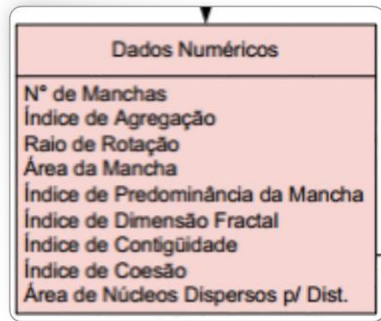 Dados Numéricos
N° de Manchas
Índice de Agregação
Raio de Rotação
Área da Mancha
Índice de Predominância da Mancha
Índice de Dimensão Fractal
Índice de Contigüidade
Índice de Coesão
Área de Núcleos Dispersos p/ Dist.